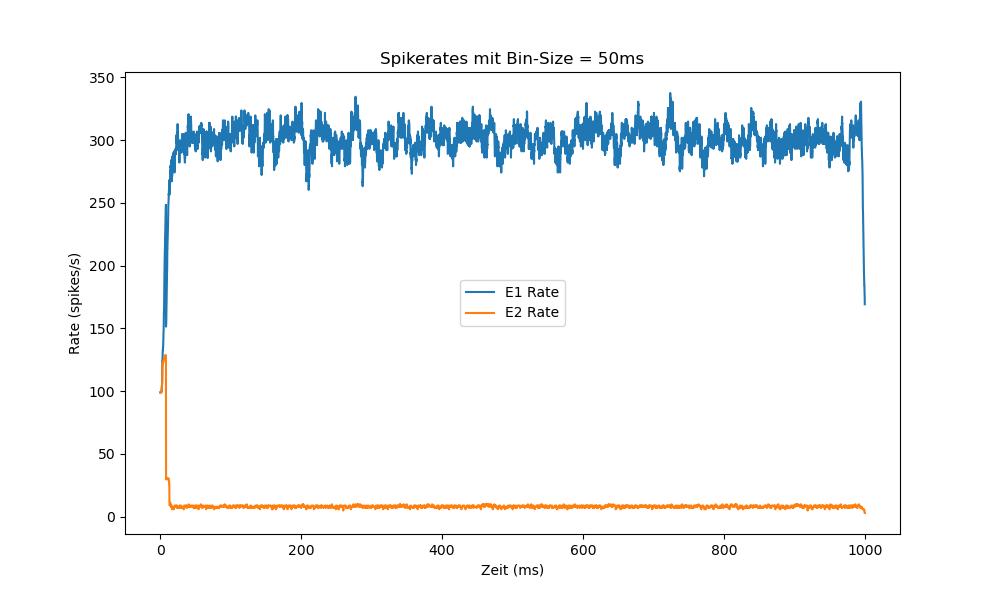 Spikerates mit Bin-Size = 50ms
350
300
250
200
150
100
50
0
Rate (spikes/s)
E1 Rate
E2 Rate
0 200 400 600 800 1000
Zeit (ms)